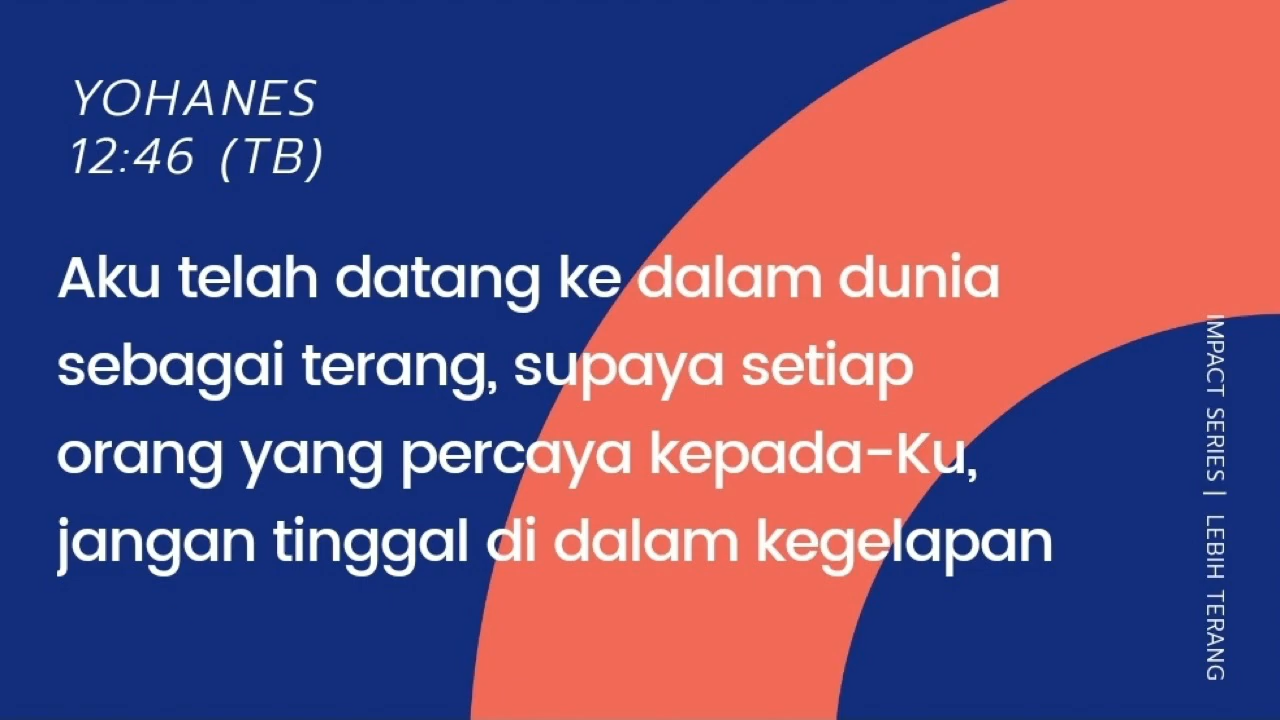 YOHANES
12:46 (TB)
Aku telah datang ke dalam dunia
sebagai terang, supaya setiap
orang yang percaya kepada-Ku,
jangan tinggal di dalam kegelapan
IMPACT SERIES | LEBIH TERANG